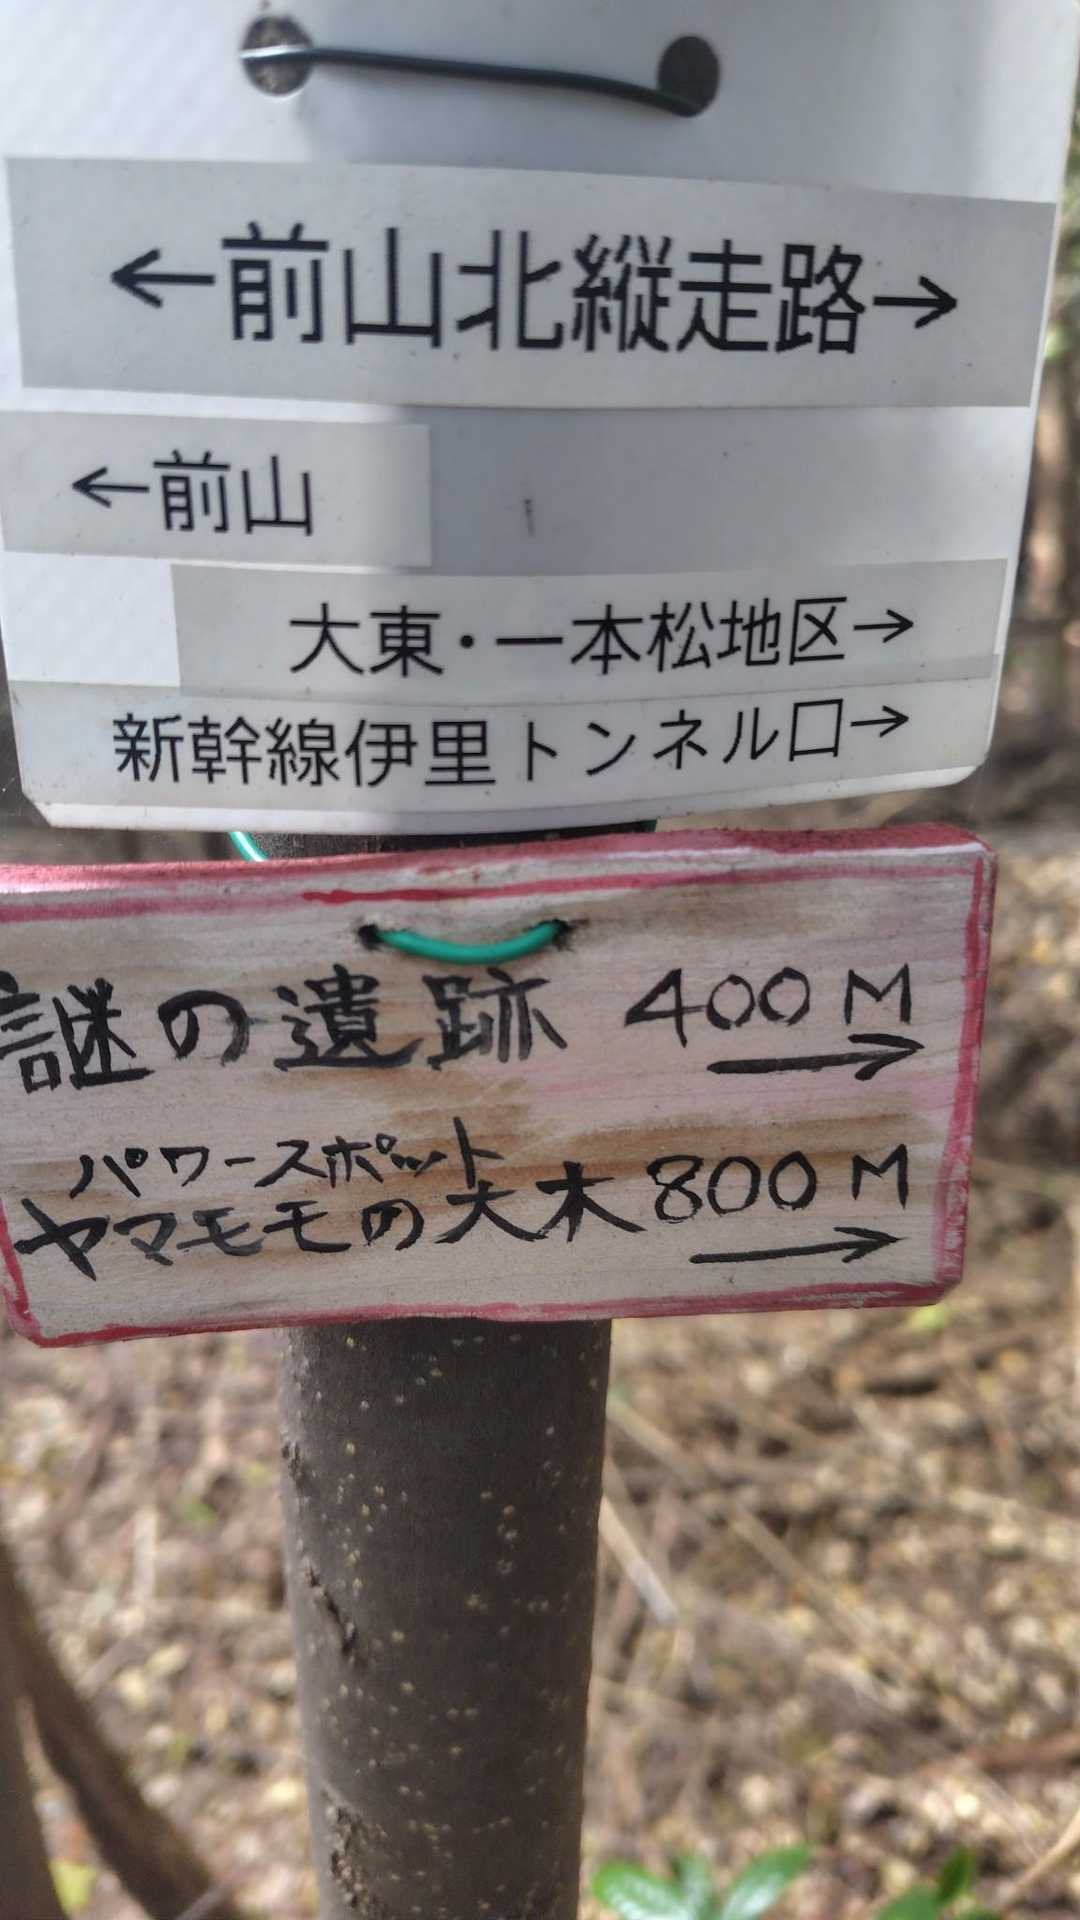 ←前山北縦走路→
←前山
大東・一本松地区→
新幹線伊里トンネル口→
謎の遺跡 400M
→
パワースポット
ヤマモモの大木 800M
→